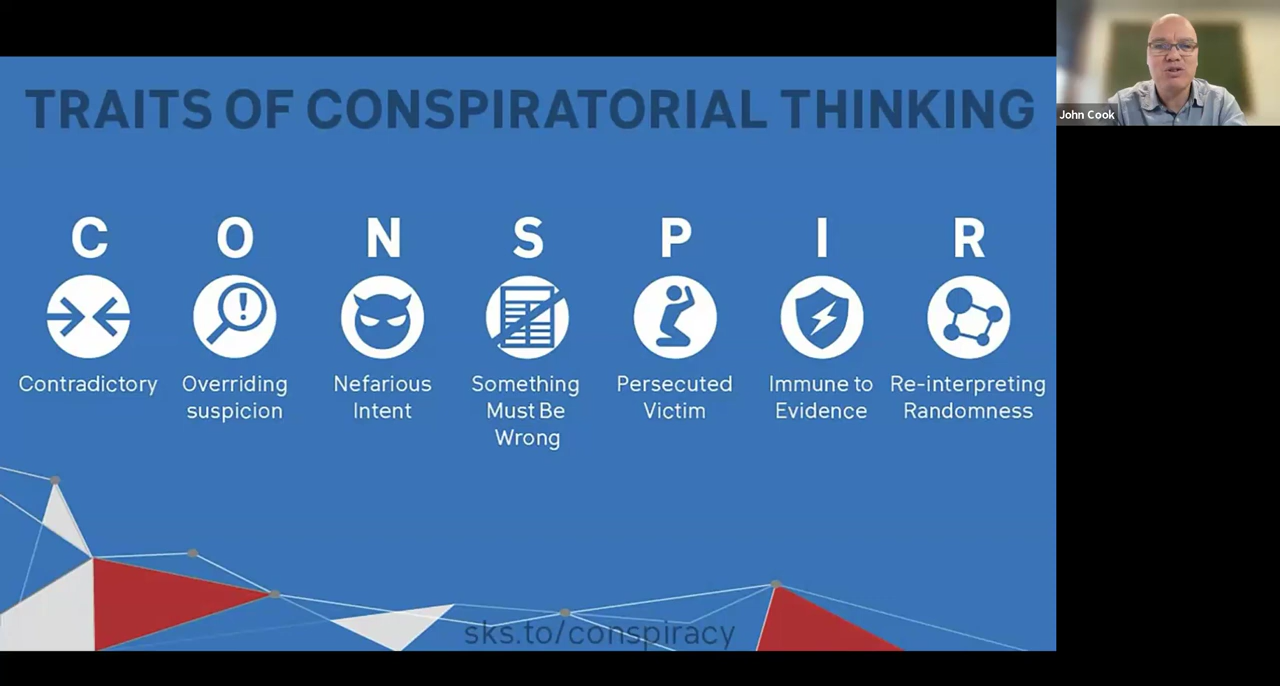 TRAITS OF CONSPIRATORIAL THINKING
John Cook
C O N S P I R
Contradictory
Overriding
suspicion
Nefarious
Intent
Something
Must Be
Wrong
Persecuted
Victim
Immune to
Evidence
Re-interpreting
Randomness
sks.to/conspiracy